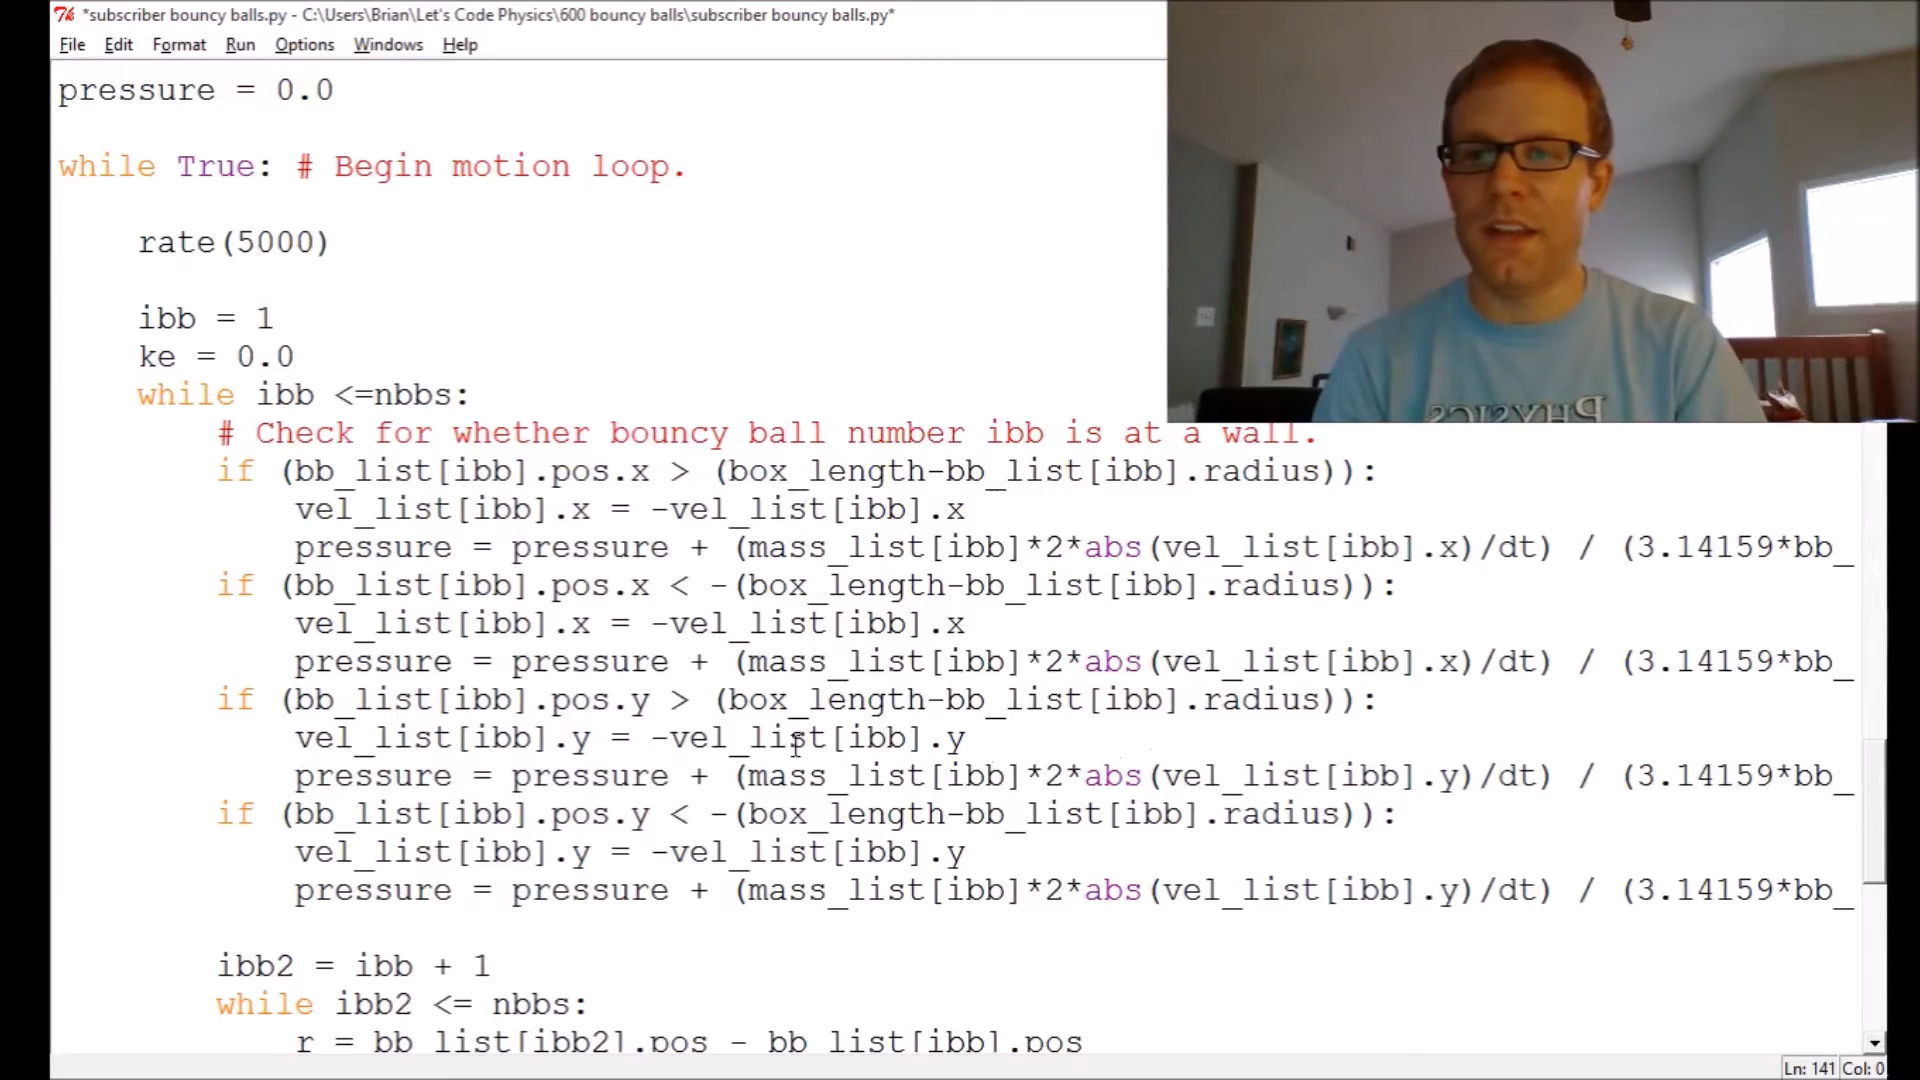 *subscriber bouncy balls.py - C:\Users\Brian\Let's Code Physics\600 bouncy balls\subscriber bouncy balls.py*
File Edit Format Run Options Windows Help
pressure = 0.0
while True: # Begin motion loop.
rate(5000)
ibb = 1
ke = 0.0
while ibb <=nbbs:
# Check for whether bouncy ball number ibb is at a wall.
if (bb_list[ibb].pos.x > (box_length-bb_list[ibb].radius)):
vel_list[ibb].x = -vel_list[ibb].x
pressure = pressure + (mass_list[ibb]*2*abs(vel_list[ibb].x)/dt) / (3.14159*bb_
if (bb_list[ibb].pos.x < -(box_length-bb_list[ibb].radius)):
vel_list[ibb].x = -vel_list[ibb].x
pressure = pressure + (mass_list[ibb]*2*abs(vel_list[ibb].x)/dt) / (3.14159*bb_
if (bb_list[ibb].pos.y > (box_length-bb_list[ibb].radius)):
vel_list[ibb].y = -vel_list[ibb].y
pressure = pressure + (mass_list[ibb]*2*abs(vel_list[ibb].y)/dt) / (3.14159*bb_
if (bb_list[ibb].pos.y < -(box_length-bb_list[ibb].radius)):
vel_list[ibb].y = -vel_list[ibb].y
pressure = pressure + (mass_list[ibb]*2*abs(vel_list[ibb].y)/dt) / (3.14159*bb_
ibb2 = ibb + 1
while ibb2 <= nbbs:
r = bb_list[ibb2].pos - bb_list[ibb].pos
Ln: 141 Col: 0
PHYSICS